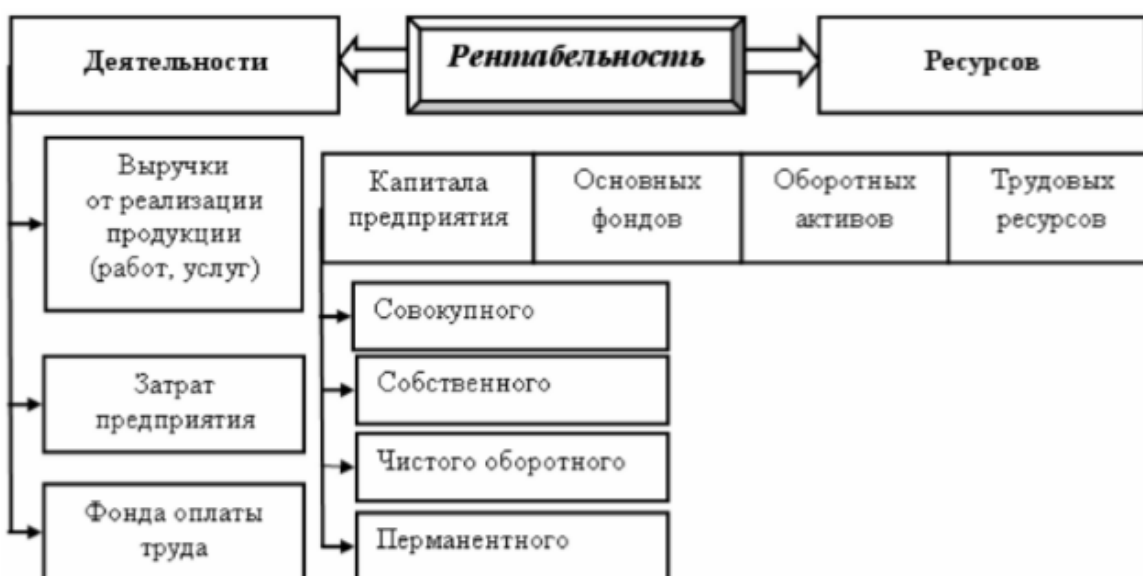 Деятельности
Рентабельность
Ресурсов
Выручки
от реализации
продукции
(работ, услуг)
Затрат
предприятия
Фонда оплаты
труда
Капитала
предприятия
Основных
фондов
Оборотных
активов
Трудовых
ресурсов
Совокупного
Собственного
Чистого оборотного
Перманентного